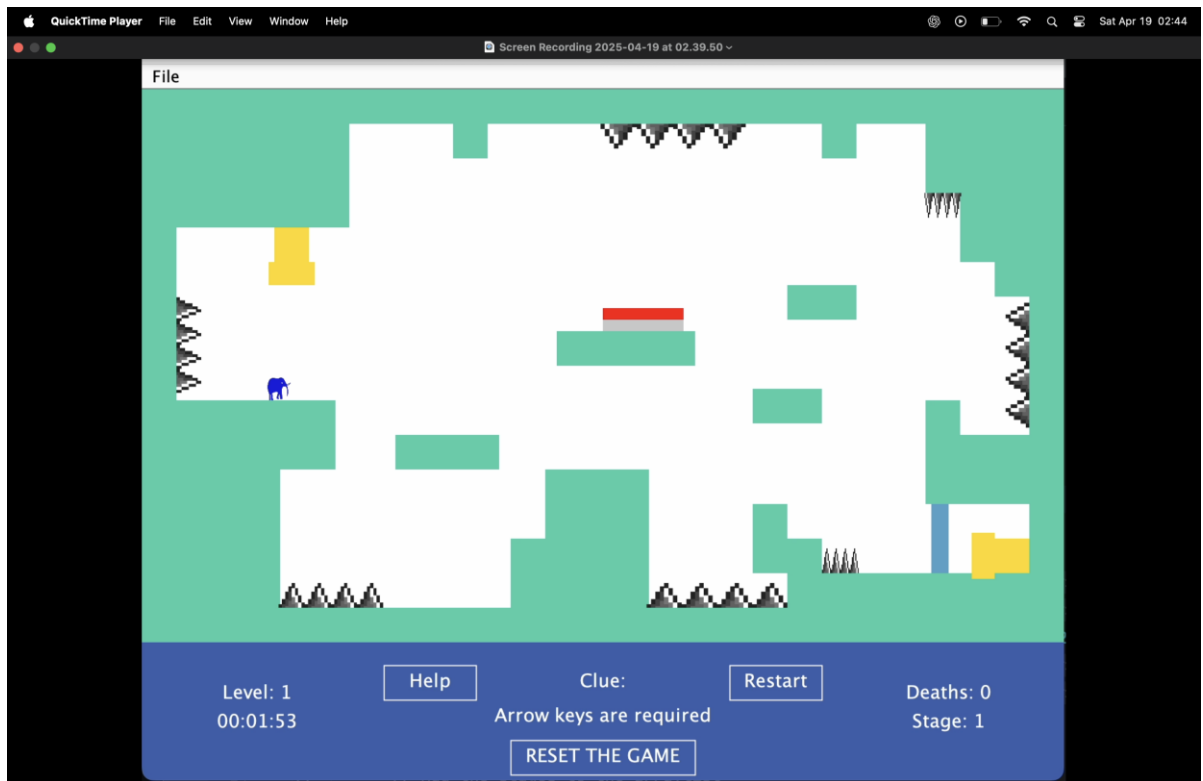 QuickTime Player File Edit View Window Help Sat Apr 19 02:44
Screen Recording 2025-04-19 at 02.39.50
File
Level: 1
00:01:53
Help
Clue:
Restart
Arrow keys are required
RESET THE GAME
Deaths: 0
Stage: 1